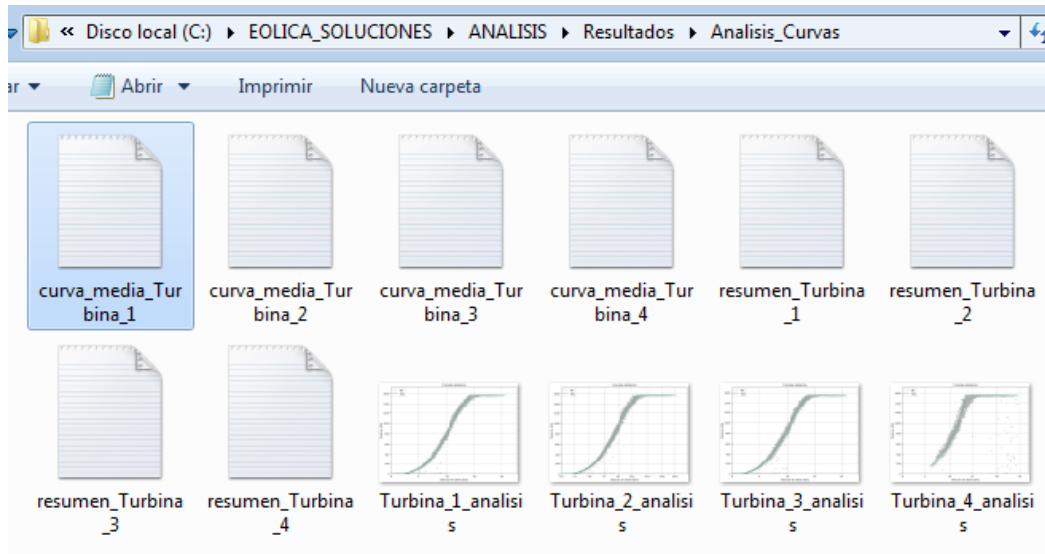 « Disco local (C:) ▸ EOLICA_SOLUCIONES ▸ ANALISIS ▸ Resultados ▸ Analisis_Curvas
ar Abrir Imprimir Nueva carpeta
curva_media_Tur curva_media_Tur curva_media_Tur curva_media_Tur resumen_Turbina resumen_Turbina
bina_1 bina_2 bina_3 bina_4 _1 _2
resumen_Turbina resumen_Turbina Turbina_1_analisi Turbina_2_analisi Turbina_3_analisi Turbina_4_analisi
_3 _4 s s s s